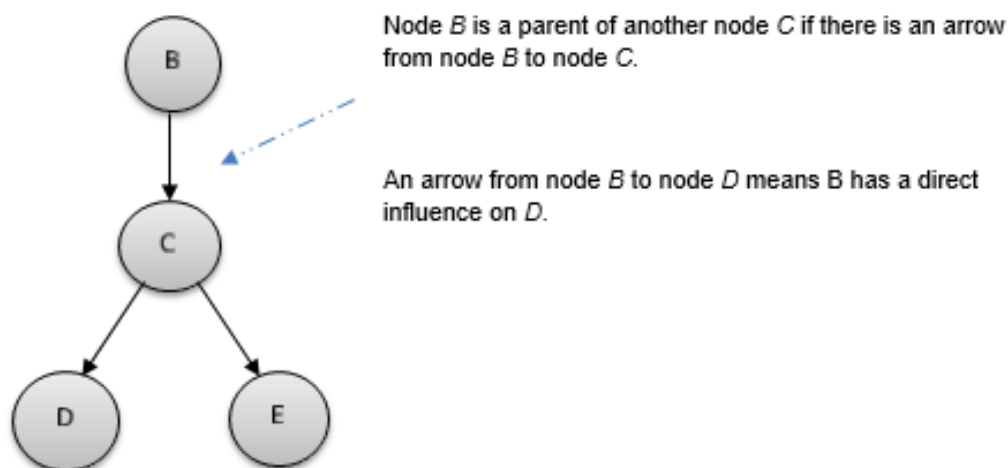 B
Node B is a parent of another node C if there is an arrow
from node B to node C.
An arrow from node B to node D means B has a direct
influence on D.
C
D
E